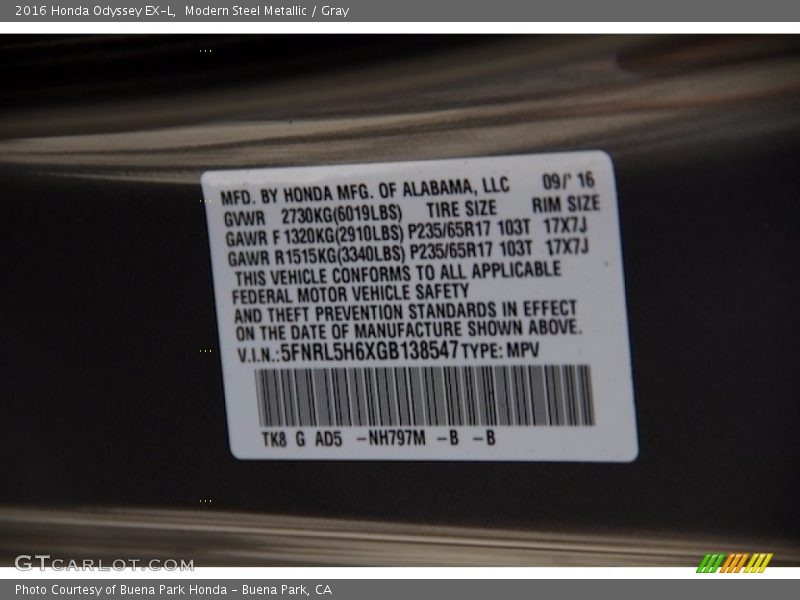 2016 Honda Odyssey EX-L,  Modern Steel Metallic / Gray
MFD. BY HONDA MFG. OF ALABAMA, LLC 09/' 16
GVWR 2730KG(6019LBS) TIRE SIZE RIM SIZE
GAWR F 1320KG(2910LBS) P235/65R17 103T 17X7J
GAWR R1515KG(3340LBS) P235/65R17 103T 17X7J
THIS VEHICLE CONFORMS TO ALL APPLICABLE
FEDERAL MOTOR VEHICLE SAFETY
AND THEFT PREVENTION STANDARDS IN EFFECT
ON THE DATE OF MANUFACTURE SHOWN ABOVE.
V.I.N.:5FNRL5H6XGB138547 TYPE: MPV
TK8 G AD5 -NH797M -B -B
GTCARLOT.COM
Photo Courtesy of Buena Park Honda - Buena Park, CA